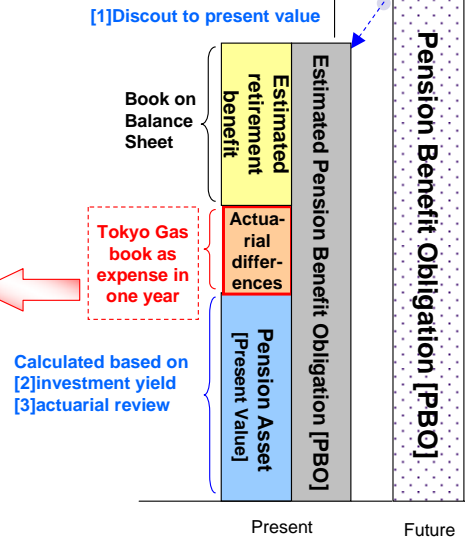 [1]Discout to present value
Book on
Balance
Sheet
Estimated
retirement
benefit
Estimated Pension Benefit Obligation [PBO]
Pension Benefit Obligation [PBO]
Tokyo Gas
book as
expense in
one year
Actua-
rial
differ-
ences
Calculated based on
[2]investment yield
[3]actuarial review
Pension Asset
[Present Value]
Present
Future